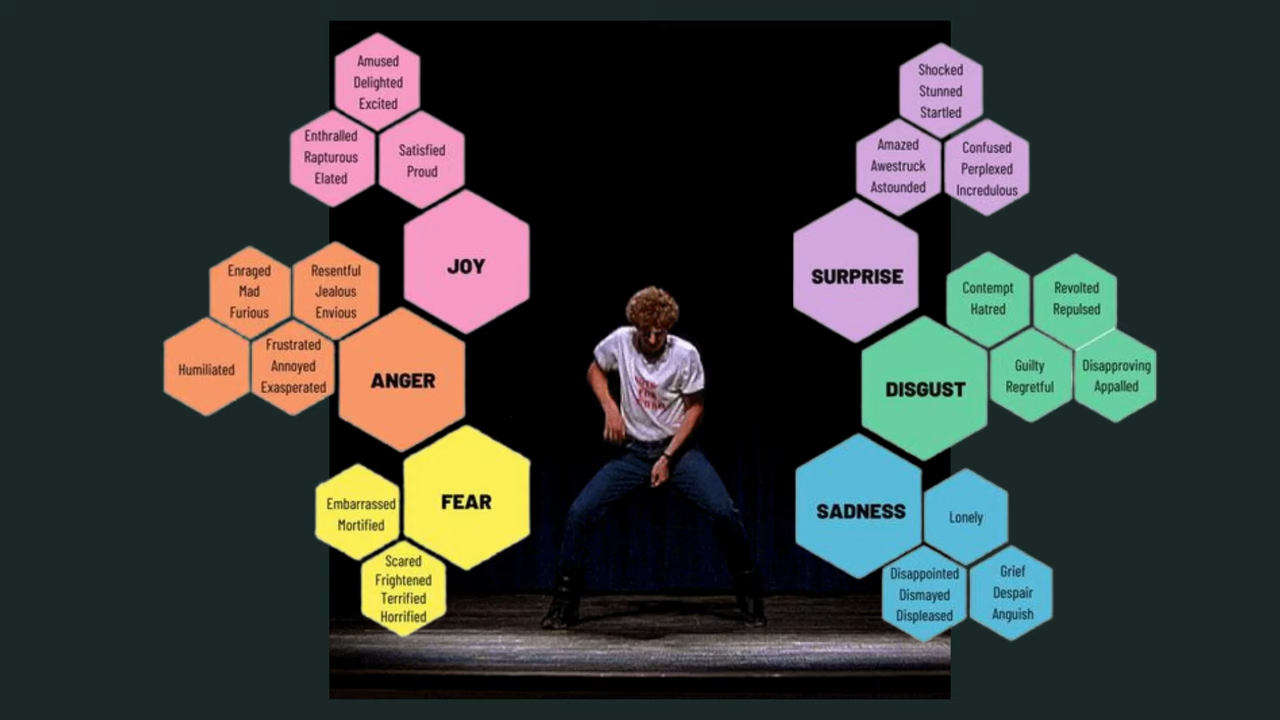 Amused
Delighted
Excited
Enthralled
Rapturous
Elated
Satisfied
Proud
JOY
Enraged
Mad
Furious
Resentful
Jealous
Envious
Humiliated
Frustrated
Annoyed
Exasperated
ANGER
Embarrassed
Mortified
FEAR
Scared
Frightened
Terrified
Horrified
Shocked
Stunned
Startled
Amazed
Awestruck
Astounded
Confused
Perplexed
Incredulous
SURPRISE
Contempt
Hatred
Revolted
Repulsed
DISGUST
Guilty
Regretful
Disapproving
Appalled
SADNESS
Lonely
Disappointed
Dismayed
Displeased
Grief
Despair
Anguish